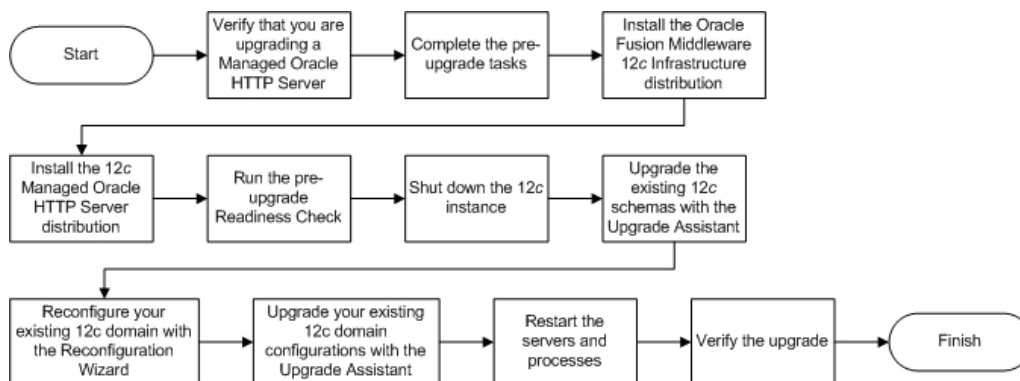 Start
Verify that you are
upgrading a
Managed Oracle
HTTP Server
Complete the pre-
upgrade tasks
Install the Oracle
Fusion Middleware
12c Infrastructure
distribution
Install the 12c
Managed Oracle
HTTP Server
distribution
Run the pre-
upgrade
Readiness Check
Shut down the 12c
instance
Upgrade the
existing 12c
schemas with the
Upgrade Assistant
Reconfigure your
existing 12c domain with
the Reconfiguration
Wizard
Upgrade your existing
12c domain
configurations with the
Upgrade Assistant
Restart the
servers and
processes
Verify the upgrade
Finish